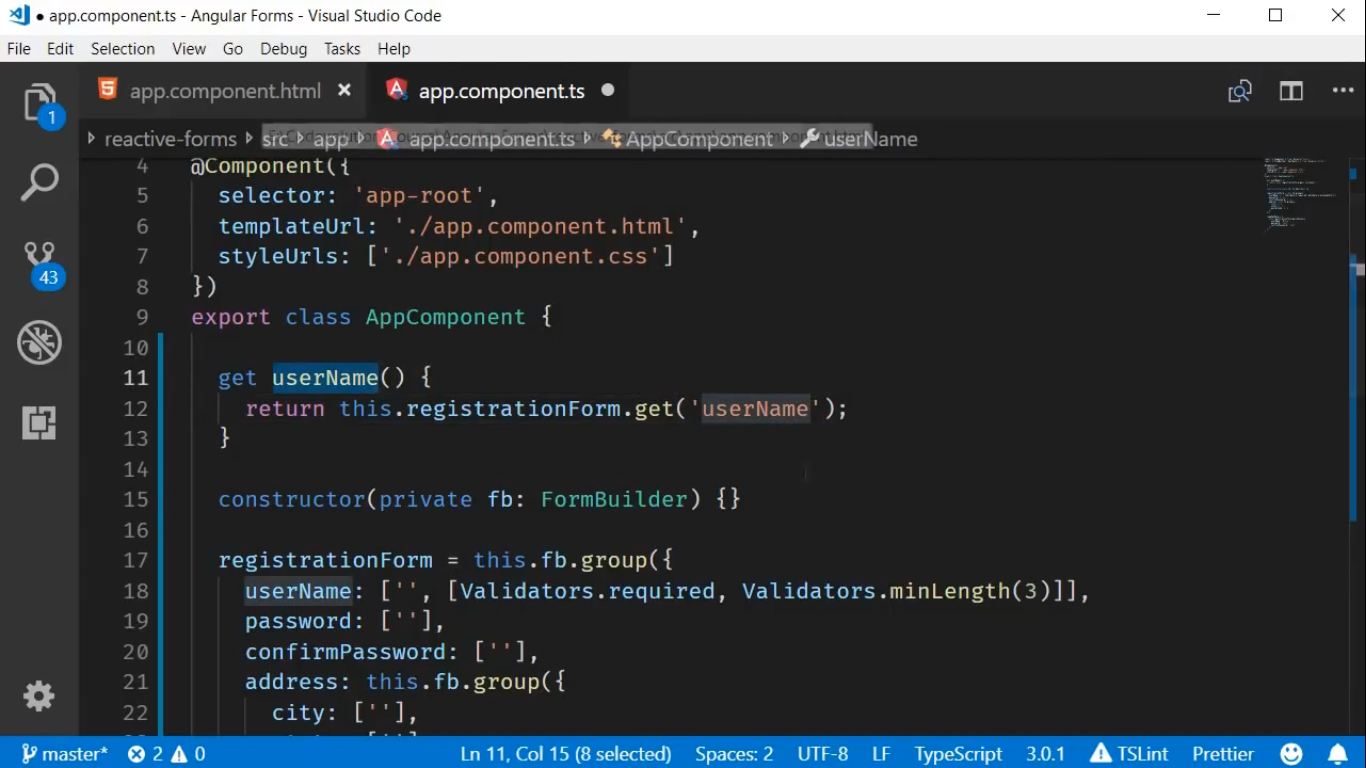 app.component.ts - Angular Forms - Visual Studio Code
File Edit Selection View Go Debug Tasks Help
app.component.html app.component.ts
reactive-forms src app app.component.ts AppComponent userName
1
43
4 @Component({
5 selector: 'app-root',
6 templateUrl: './app.component.html',
7 styleUrls: ['./app.component.css']
8 })
9 export class AppComponent {
10
11 get userName() {
12 return this.registrationForm.get('userName');
13 }
14
15 constructor(private fb: FormBuilder) {}
16
17 registrationForm = this.fb.group({
18 userName: ['', [Validators.required, Validators.minLength(3)]],
19 password: [''],
20 confirmPassword: [''],
21 address: this.fb.group({
22 city: [''],
master* 2 0 Ln 11, Col 15 (8 selected) Spaces: 2 UTF-8 LF TypeScript 3.0.1 TSLint Prettier